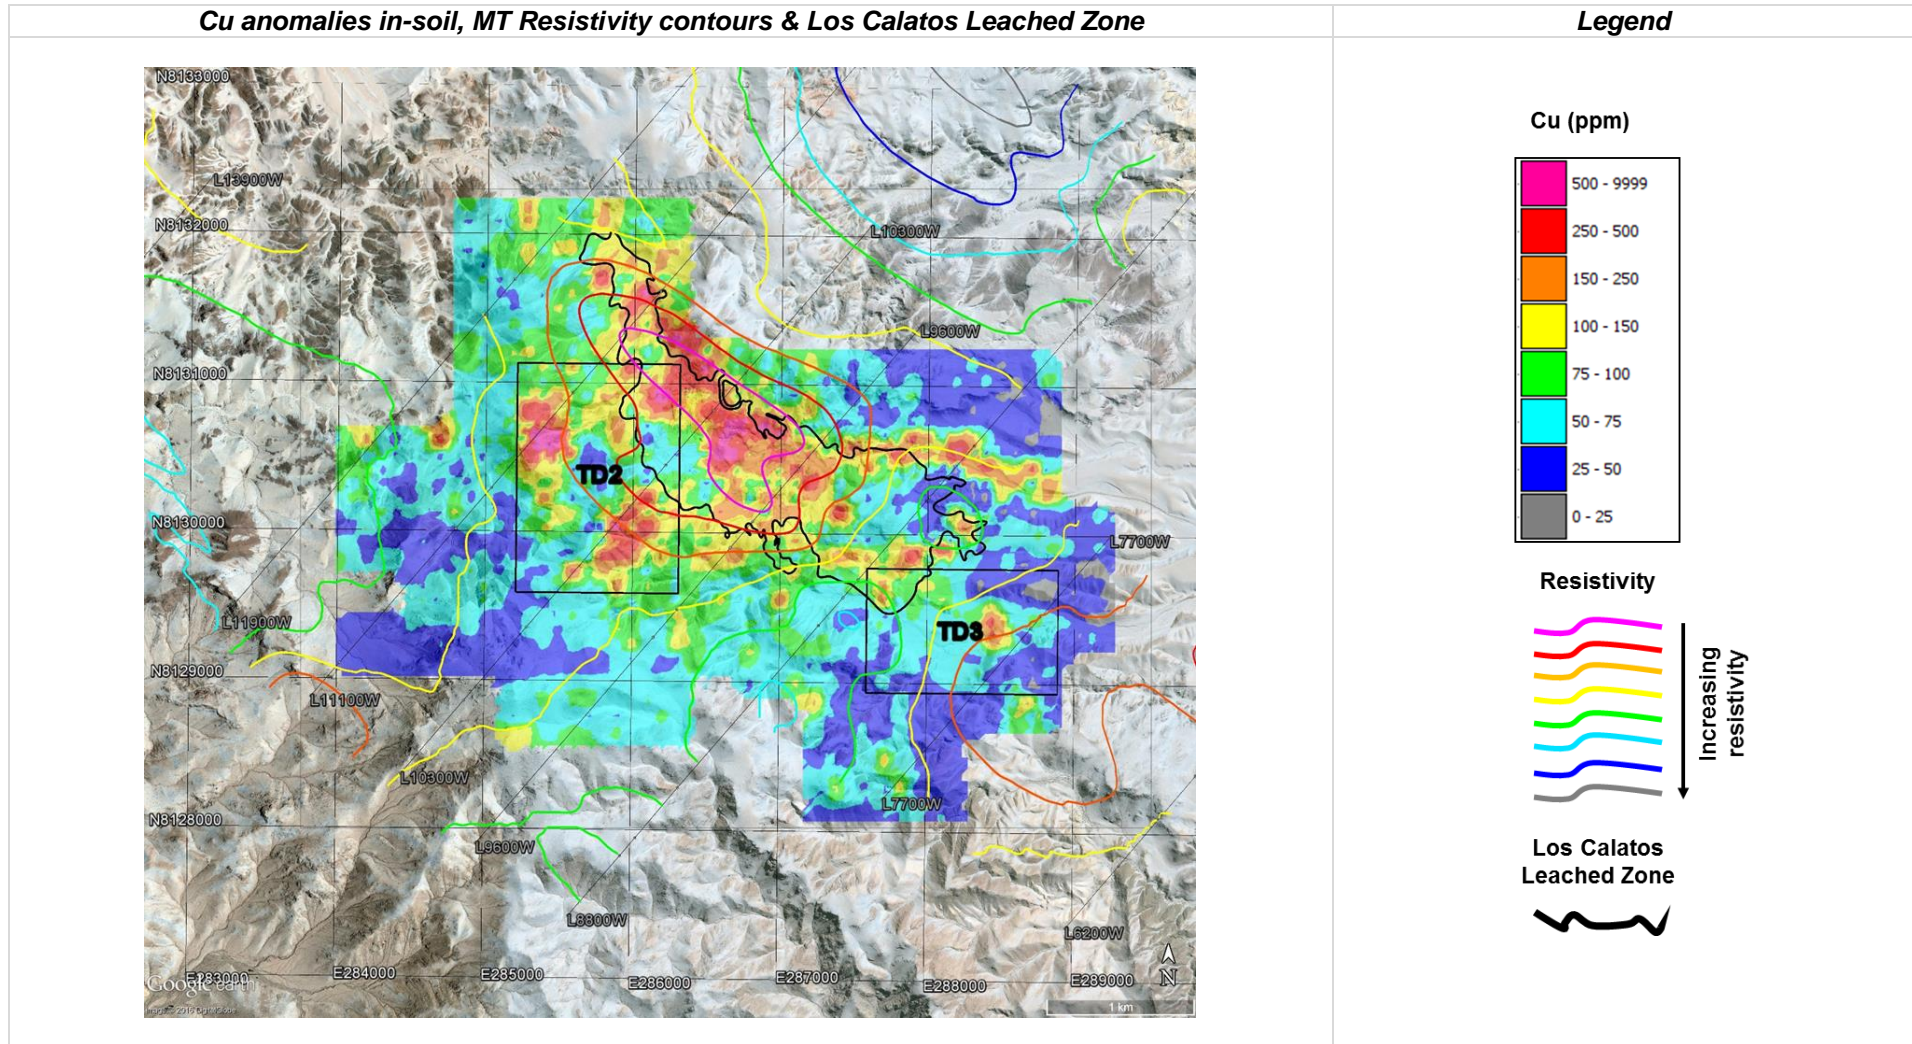 Cu anomalies in-soil, MT Resistivity contours & Los Calatos Leached Zone
Legend
N8133000
L13900W
N8132000
L10300W
L9600W
N8131000
TD2
N8130000
L7700W
L11900W
TD3
N8129000
L11100W
L10300W
L7700W
N8128000
L9600W
L8800W
L6200W
E283000
E284000
E285000
E286000
E287000
E288000
E289000
N
Google earth
1 km
Cu (ppm)
500 - 9999
250 - 500
150 - 250
100 - 150
75 - 100
50 - 75
25 - 50
0 - 25
Resistivity
Increasing
resistivity
Los Calatos
Leached Zone